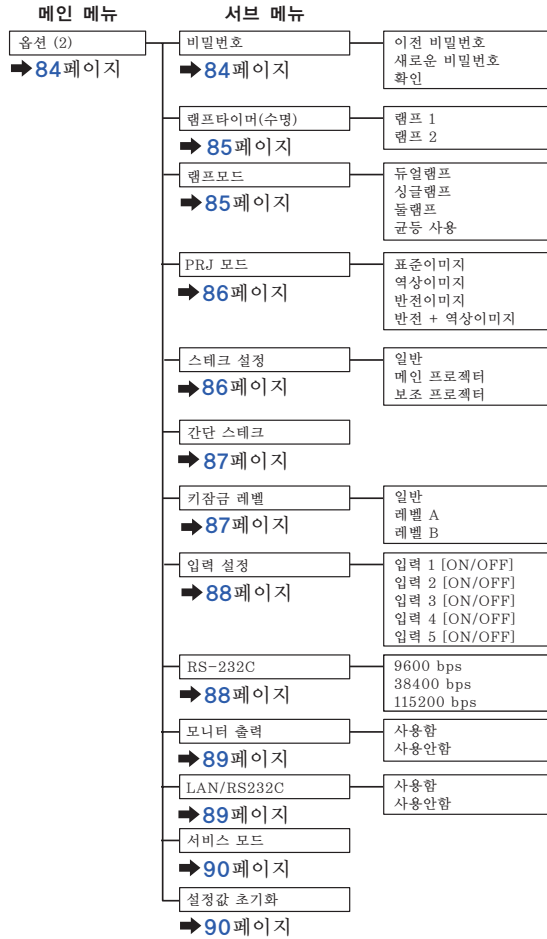 메인 메뉴
서브 메뉴
옵션 (2)
➡84페이지
비밀번호
➡84페이지
이전 비밀번호
새로운 비밀번호
확인
램프타이머(수명)
➡85페이지
램프 1
램프 2
램프모드
➡85페이지
듀얼램프
싱글램프
둘램프
균등 사용
PRJ 모드
➡86페이지
표준이미지
역상이미지
반전이미지
반전 + 역상이미지
스테크 설정
➡86페이지
일반
메인 프로젝터
보조 프로젝터
간단 스테크
➡87페이지
키잠금 레벨
➡87페이지
일반
레벨 A
레벨 B
입력 설정
➡88페이지
입력 1 [ON/OFF]
입력 2 [ON/OFF]
입력 3 [ON/OFF]
입력 4 [ON/OFF]
입력 5 [ON/OFF]
RS-232C
➡88페이지
9600 bps
38400 bps
115200 bps
모니터 출력
➡89페이지
사용함
사용안함
LAN/RS232C
➡89페이지
사용함
사용안함
서비스 모드
➡90페이지
설정값 초기화
➡90페이지